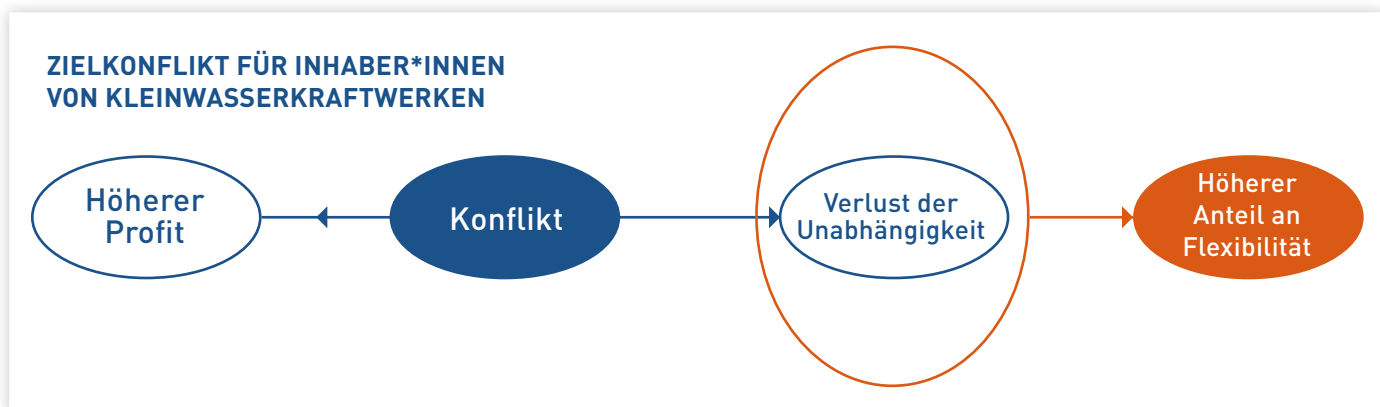 ZIELKONFLIKT FÜR INHABER*INNEN
VON KLEINWASSERKRAFTWERKEN
Höherer
Profit
Konflikt
Verlust der
Unabhängigkeit
Höherer
Anteil an
Flexibilität